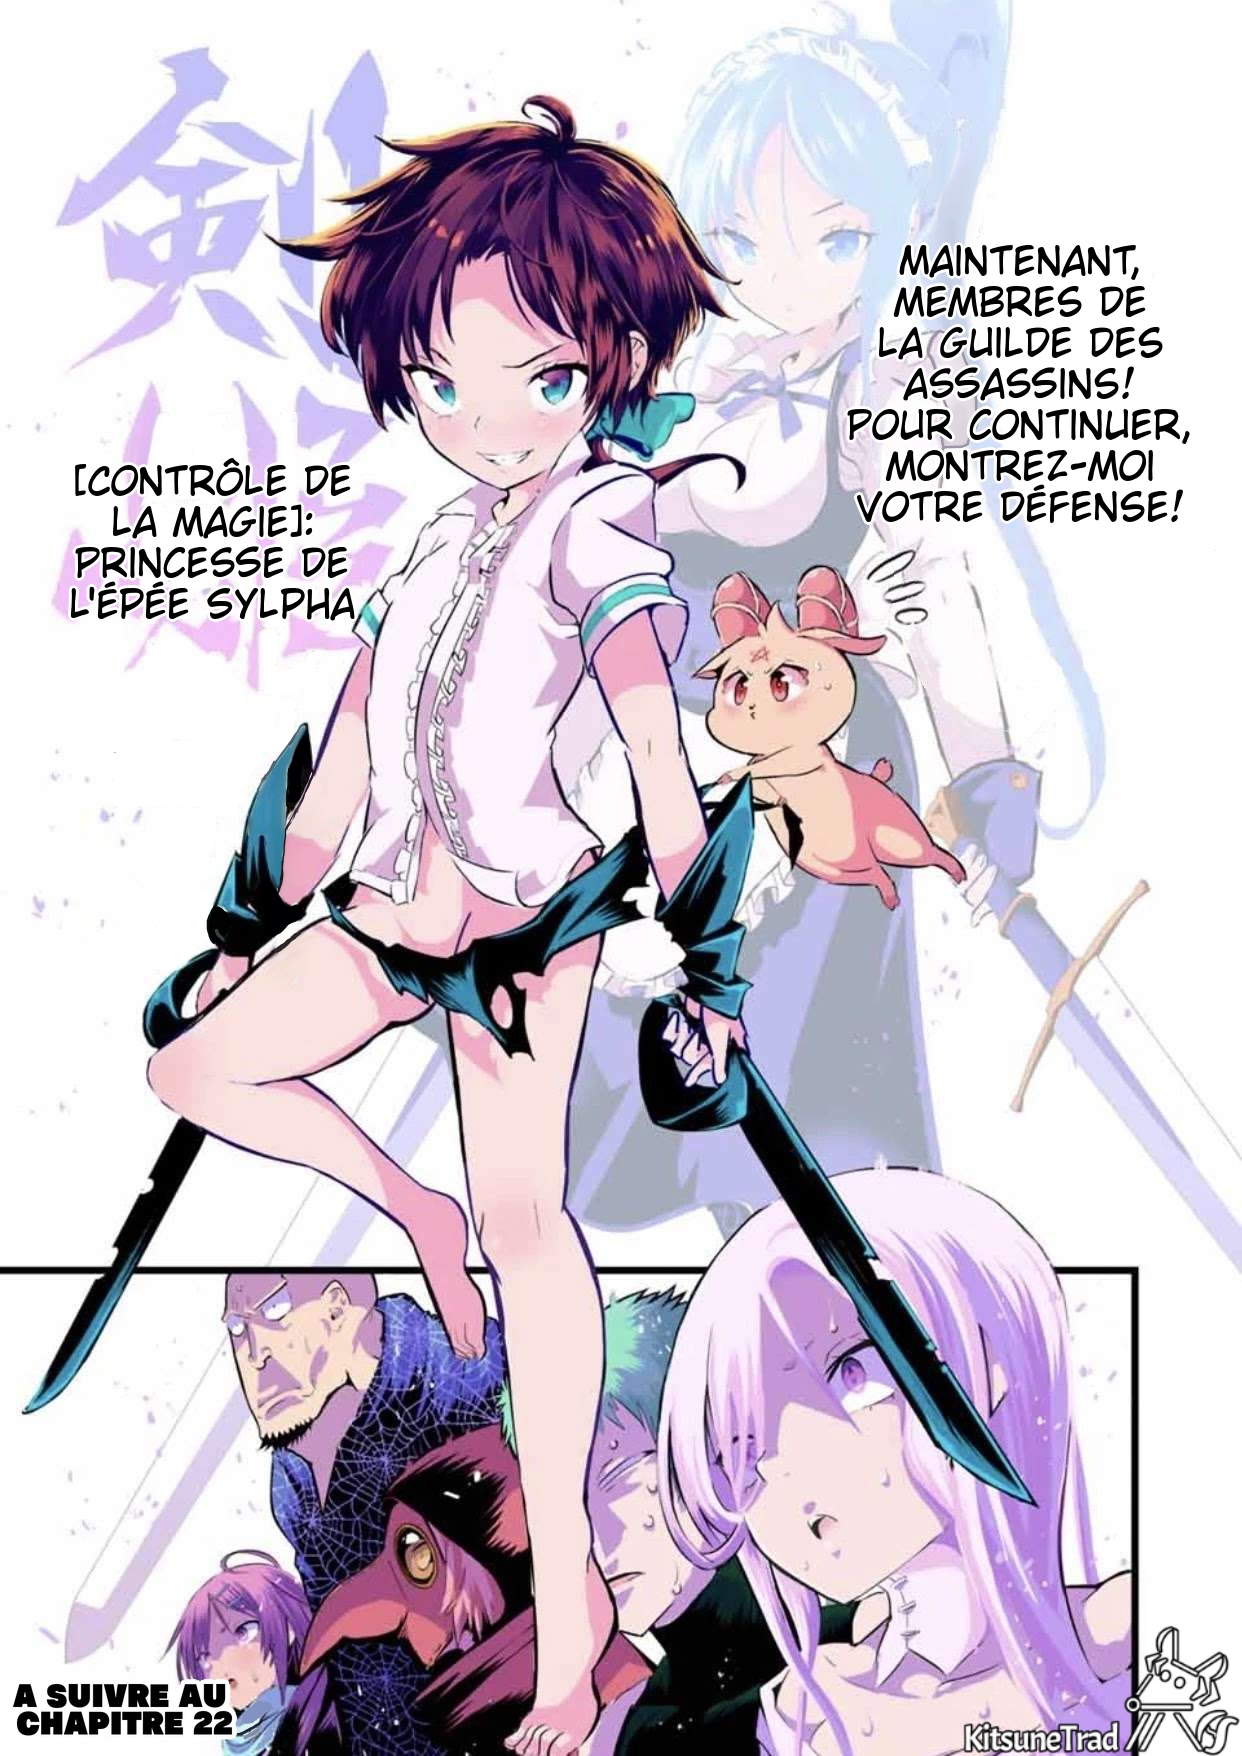 剣姫
MAINTENANT,
MEMBRES DE
LA GUILDE DES
ASSASSINS!
POUR CONTINUER,
MONTREZ-MOI
VOTRE DÉFENSE!
[CONTRÔLE DE
LA MAGIE]:
PRINCESSE DE
L'ÉPÉE SYLPHA
A SUIVRE AU
CHAPITRE 22
KitsuneTrad